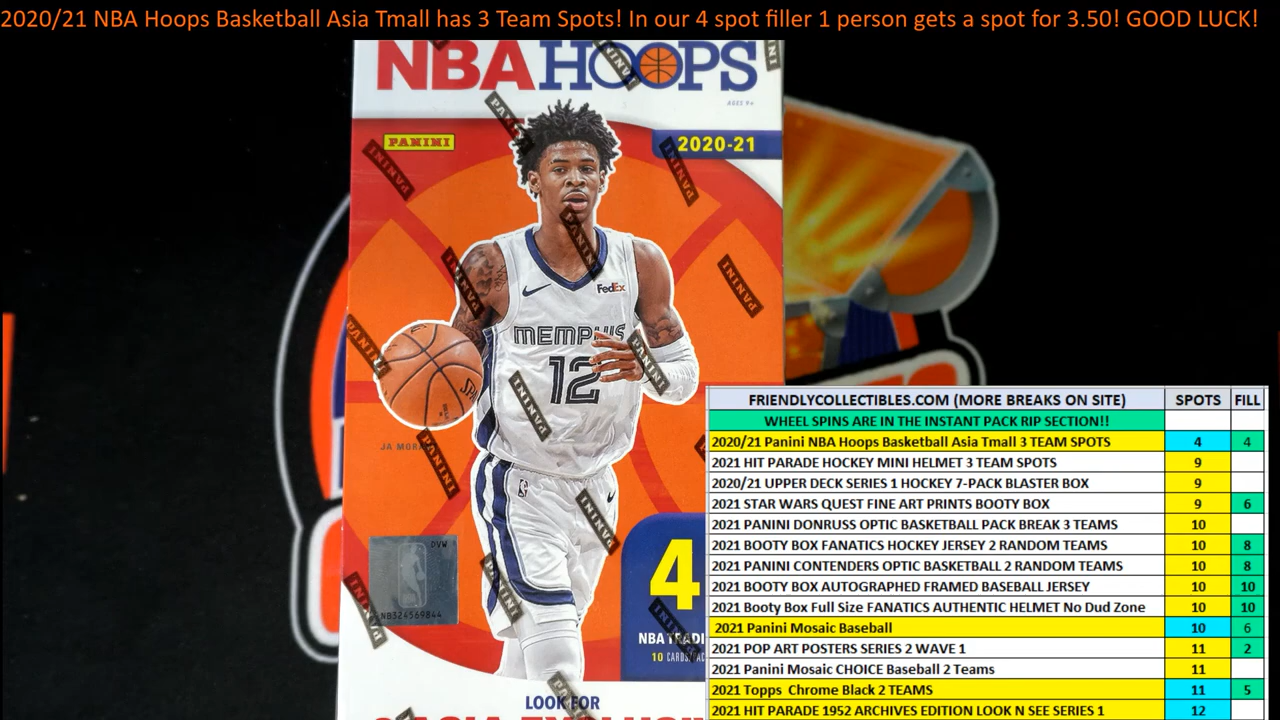 2020/21 NBA Hoops Basketball Asia Tmall has 3 Team Spots! In our 4 spot filler 1 person gets a spot for 3.50! GOOD LUCK!
NBA HOOPS
AGES 9+
PANINI
2020-21
FedEx
MEMPHIS
12
JA MOR
DVW
NB324569844
4
NBA TRADI
10 CARDS/PAC
LOOK FOR
FRIENDLYCOLLECTIBLES.COM (MORE BREAKS ON SITE) SPOTS FILL
WHEEL SPINS ARE IN THE INSTANT PACK RIP SECTION!!
2020/21 Panini NBA Hoops Basketball Asia Tmall 3 TEAM SPOTS 4 4
2021 HIT PARADE HOCKEY MINI HELMET 3 TEAM SPOTS 9
2020/21 UPPER DECK SERIES 1 HOCKEY 7-PACK BLASTER BOX 9
2021 STAR WARS QUEST FINE ART PRINTS BOOTY BOX 9 6
2021 PANINI DONRUSS OPTIC BASKETBALL PACK BREAK 3 TEAMS 10
2021 BOOTY BOX FANATICS HOCKEY JERSEY 2 RANDOM TEAMS 10 8
2021 PANINI CONTENDERS OPTIC BASKETBALL 2 RANDOM TEAMS 10 8
2021 BOOTY BOX AUTOGRAPHED FRAMED BASEBALL JERSEY 10 10
2021 Booty Box Full Size FANATICS AUTHENTIC HELMET No Dud Zone 10 10
2021 Panini Mosaic Baseball 10 6
2021 POP ART POSTERS SERIES 2 WAVE 1 11 2
2021 Panini Mosaic CHOICE Baseball 2 Teams 11
2021 Topps Chrome Black 2 TEAMS 11 5
2021 HIT PARADE 1952 ARCHIVES EDITION LOOK N SEE SERIES 1 12